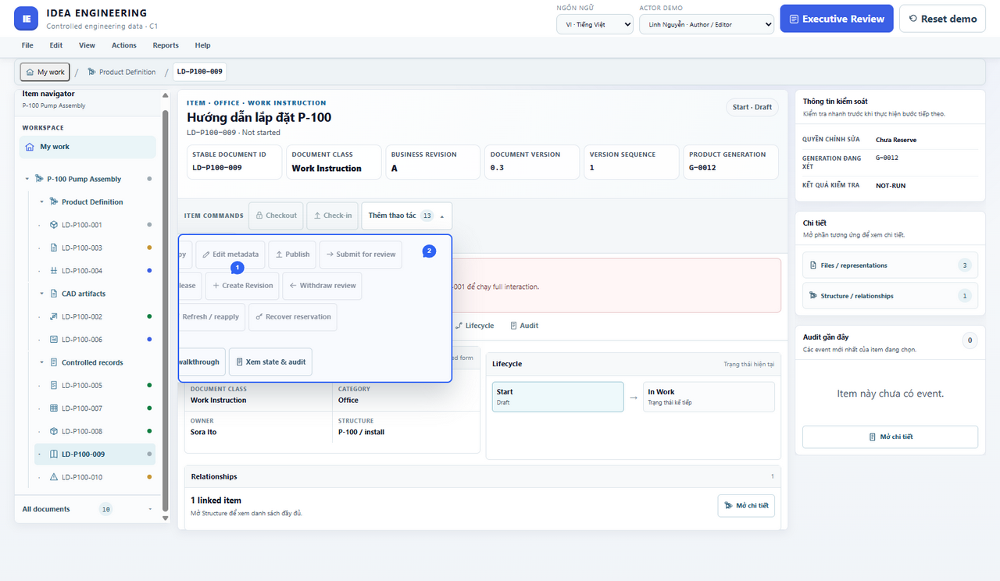 IDEA ENGINEERING
Controlled engineering data · C1
NGÔN NGỮ
VI · Tiếng Việt
ACTOR DEMO
Linh Nguyễn · Author / Editor
Executive Review
Reset demo
File Edit View Actions Reports Help
My work / Product Definition / LD-P100-009
Item navigator
P-100 Pump Assembly
WORKSPACE
My work
P-100 Pump Assembly
Product Definition
LD-P100-001
LD-P100-003
LD-P100-004
CAD artifacts
LD-P100-002
LD-P100-006
Controlled records
LD-P100-005
LD-P100-007
LD-P100-008
LD-P100-009
LD-P100-010
All documents 10
ITEM · OFFICE · WORK INSTRUCTION
Hướng dẫn lắp đặt P-100
LD-P100-009 · Not started
Start · Draft
STABLE DOCUMENT ID
LD-P100-009
DOCUMENT CLASS
Work Instruction
BUSINESS REVISION
A
DOCUMENT VERSION
0.3
VERSION SEQUENCE
1
PRODUCT GENERATION
G-0012
ITEM COMMANDS Checkout Check-in Thêm thao tác 13
py Edit metadata Publish Submit for review 2
1
lease Create Revision Withdraw review
Refresh / reapply Recover reservation
walkthrough Xem state & audit
001 để chạy full interaction.
Lifecycle Audit
ed form
DOCUMENT CLASS
Work Instruction
CATEGORY
Office
OWNER
Sora Ito
STRUCTURE
P-100 / install
Lifecycle
Trạng thái hiện tại
Start
Draft
→
In Work
Trạng thái kế tiếp
Relationships 1
1 linked item
Mở Structure để xem danh sách đầy đủ.
Mở chi tiết
Thông tin kiểm soát
Kiểm tra nhanh trước khi thực hiện bước tiếp theo.
QUYỀN CHỈNH SỬA Chưa Reserve
GENERATION ĐANG XÉT G-0012
KẾT QUẢ KIỂM TRA NOT-RUN
Chi tiết
Mở phần tương ứng để xem chi tiết.
Files / representations 3
Structure / relationships 1
Audit gần đây 0
Các event mới nhất của item đang chọn.
Item này chưa có event.
Mở chi tiết